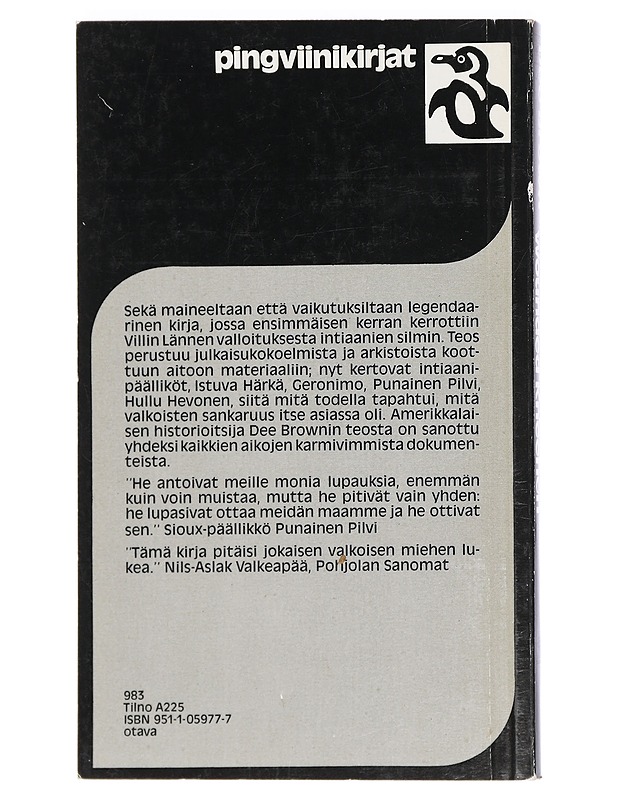 pingviinikirjat
Sekä maineeltaan että vaikutuksiltaan legendaa-
rinen kirja, jossa ensimmäisen kerran kerrottiin
Villin Lännen valloituksesta intiaanien silmin. Teos
perustuu julkaisukokoelmista ja arkistoista koot-
tuun aitoon materiaaliin; nyt kertovat intiaani-
päälliköt, Istuva Härkä, Geronimo, Punainen Pilvi,
Hullu Hevonen, siitä mitä todella tapahtui, mitä
valkoisten sankaruus itse asiassa oli. Amerikkalai-
sen historioitsija Dee Brownin teosta on sanottu
yhdeksi kaikkien aikojen karmivimmista dokumen-
teista.
"He antoivat meille monia lupauksia, enemmän
kuin voin muistaa, mutta he pitivät vain yhden:
he lupasivat ottaa meidän maamme ja he ottivat
sen." Sioux-päällikkö Punainen Pilvi
"Tämä kirja pitäisi jokaisen valkoisen miehen lu-
kea." Nils-Aslak Valkeapää, Pohjolan Sanomat
983
Tilno A225
ISBN 951-1-05977-7
otava